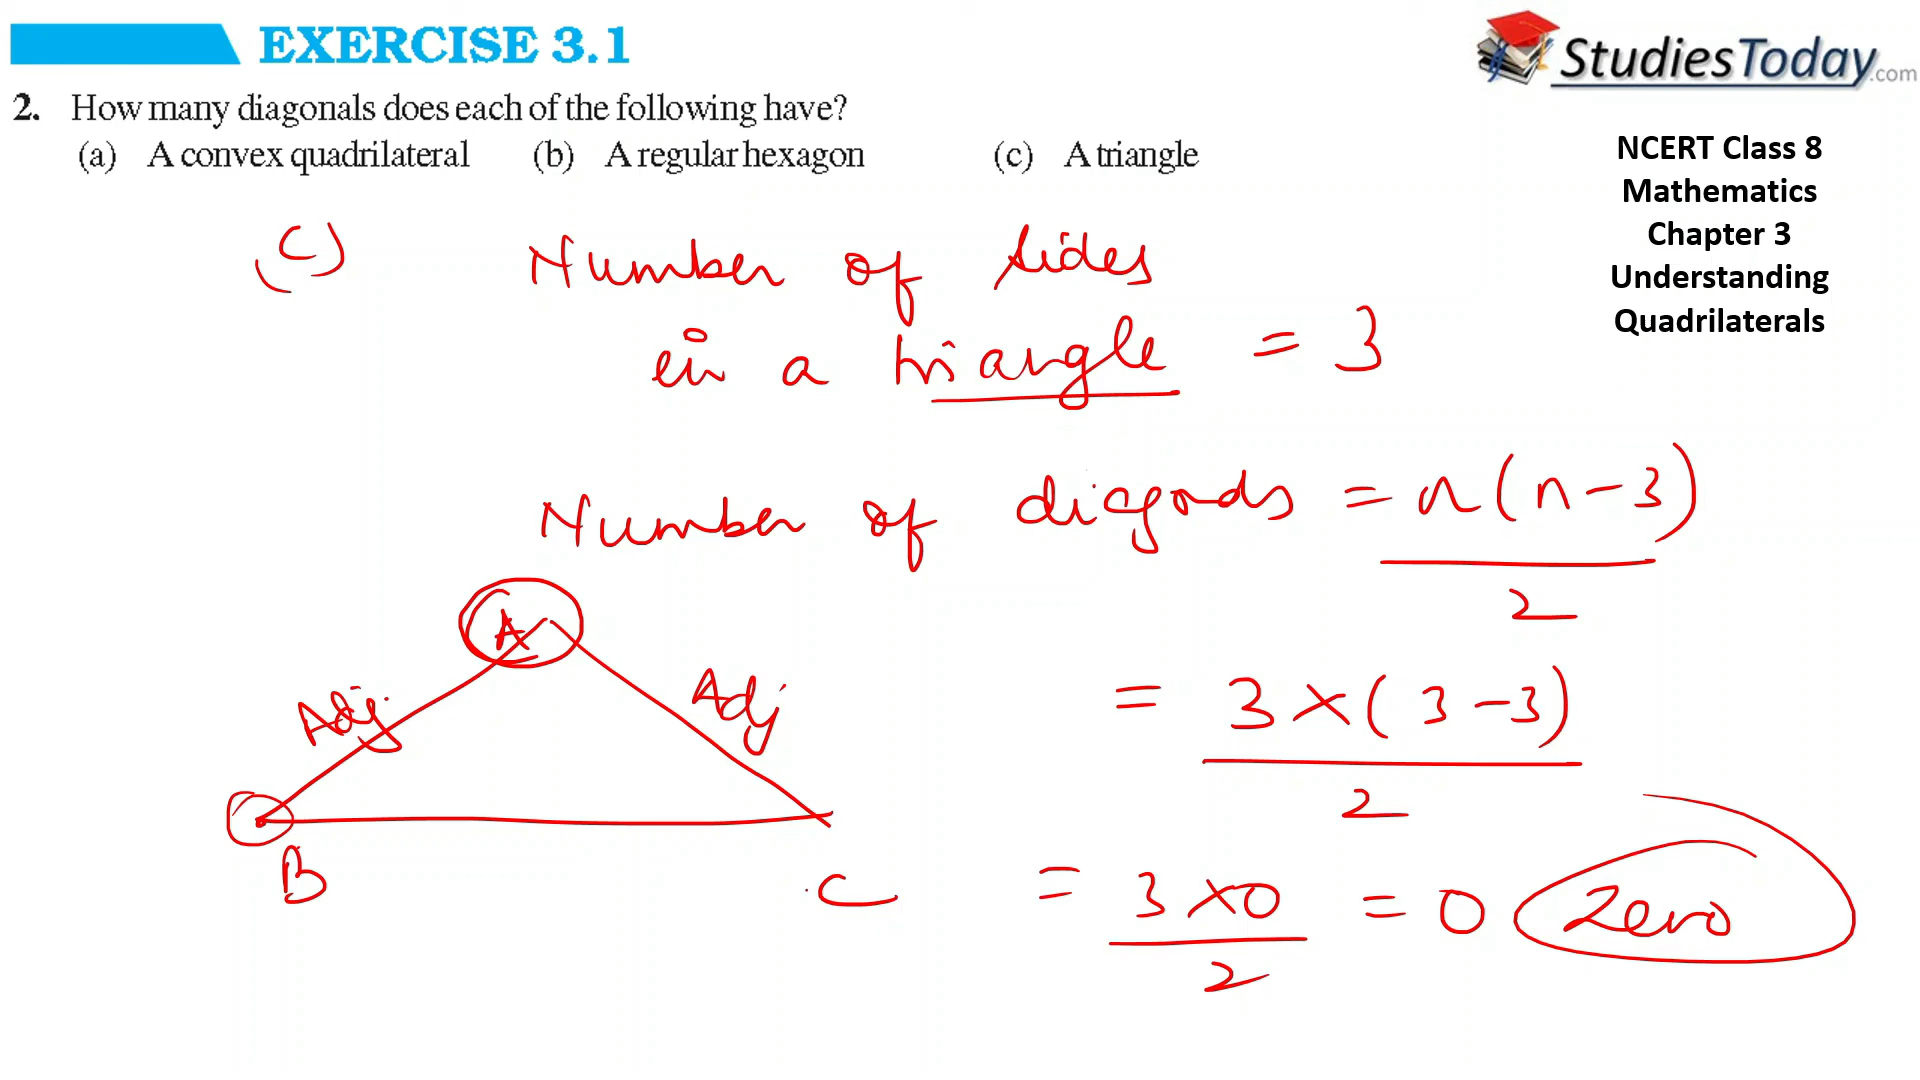 EXERCISE 3.1
StudiesToday.com
2. How many diagonals does each of the following have?
(a) A convex quadrilateral (b) A regular hexagon (c) A triangle
NCERT Class 8
Mathematics
Chapter 3
Understanding
Quadrilaterals
(c) Number of sides
in a triangle = 3
Number of diagonals = n(n-3)
2
A
Adj
Adj
B
C
= 3×(3-3)
2
= 3×0 = 0 Zero
2